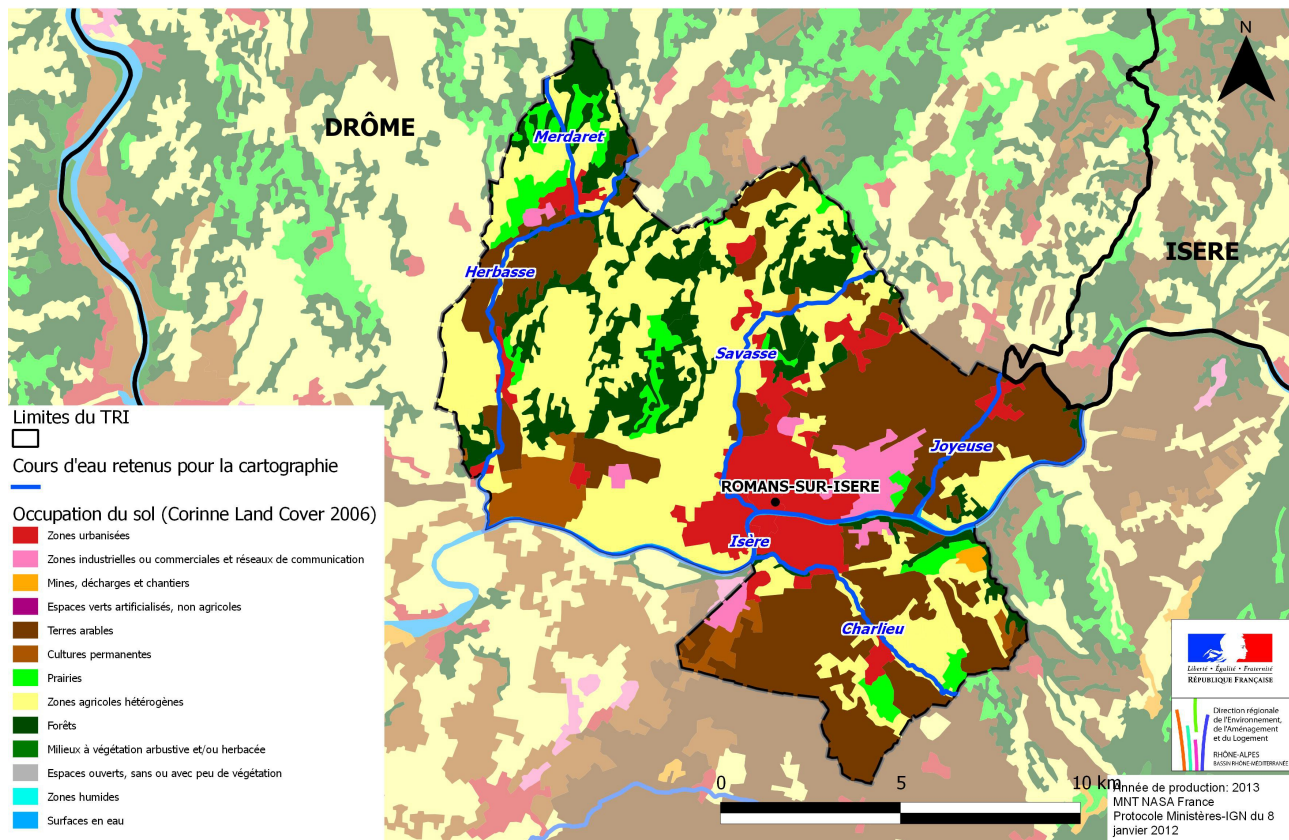 N
DRÔME
Merdaret
ISERE
Herbasse
Savasse
Limites du TRI
Cours d'eau retenus pour la cartographie
Joyeuse
ROMANS-SUR-ISERE
Occupation du sol (Corinne Land Cover 2006)
Zones urbanisées
Isère
Zones industrielles ou commerciales et réseaux de communication
Mines, décharges et chantiers
Espaces verts artificialisés, non agricoles
Terres arables
Charlieu
Cultures permanentes
Prairies
Zones agricoles hétérogènes
Forêts
Milieux à végétation arbustive et/ou herbacée
Espaces ouverts, sans ou avec peu de végétation
Zones humides
Surfaces en eau
Liberté • Égalité • Fraternité
RÉPUBLIQUE FRANÇAISE
Direction régionale
de l'Environnement,
de l'Aménagement
et du Logement
RHÔNE-ALPES
BASSIN RHÔNE-MÉDITERRANÉE
0 5 10 km
Année de production: 2013
MNT NASA France
Protocole Ministères-IGN du 8
janvier 2012